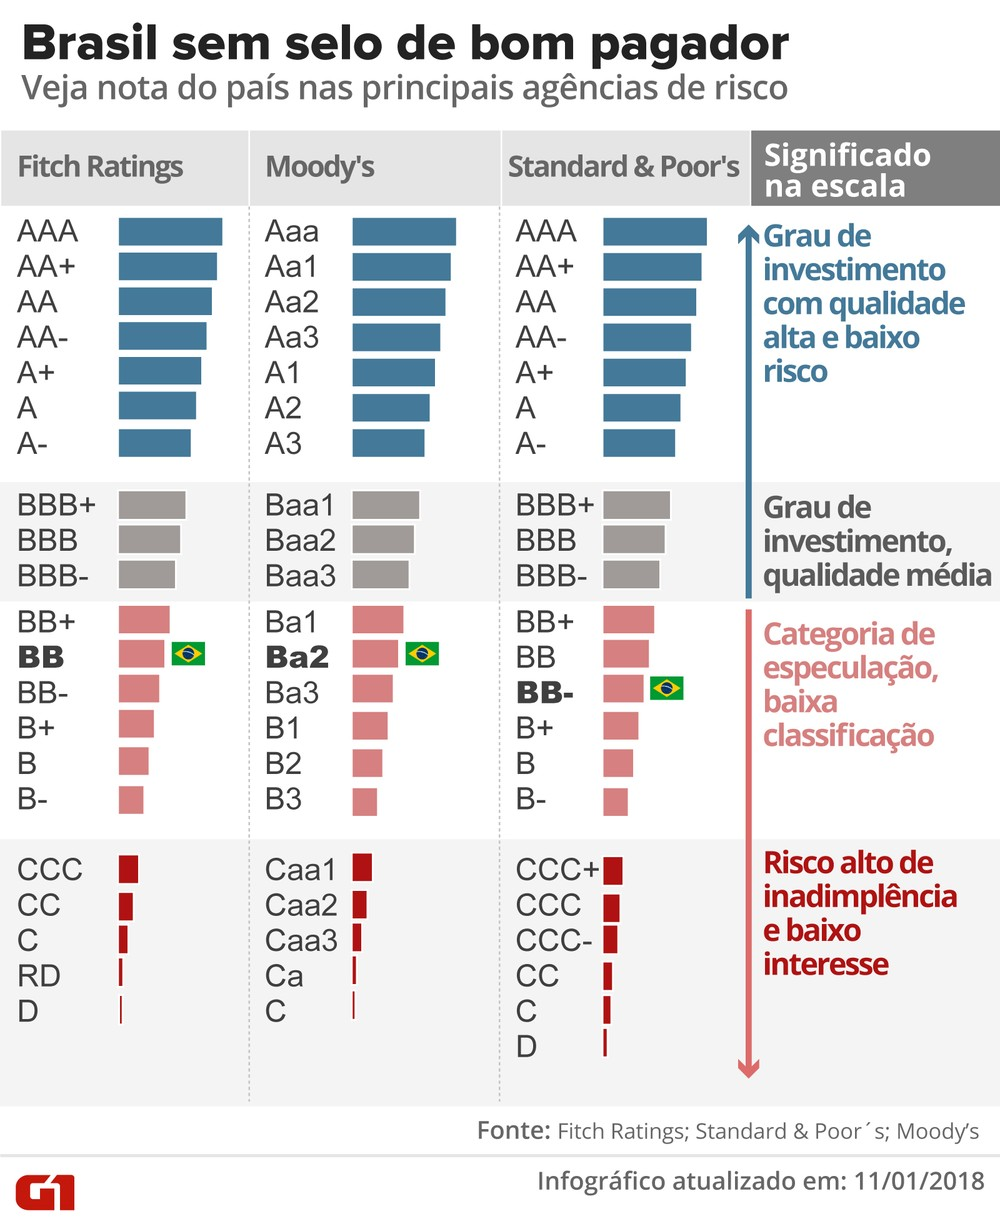 Brasil sem selo de bom pagador
Veja nota do país nas principais agências de risco
Fitch Ratings
Moody's
Standard & Poor's
Significado
na escala
AAA
AA+
AA
AA-
A+
A
A-
BBB+
BBB
BBB-
BB+
BB
BB-
B+
B
B-
CCC
CC
C
RD
D
Aaa
Aa1
Aa2
Aa3
A1
A2
A3
Baa1
Baa2
Baa3
Ba1
Ba2
Ba3
B1
B2
B3
Caa1
Caa2
Caa3
Ca
C
AAA
AA+
AA
AA-
A+
A
A-
BBB+
BBB
BBB-
BB+
BB
BB-
B+
B
B-
CCC+
CCC
CCC-
CC
C
D
Grau de
investimento
com qualidade
alta e baixo
risco
Grau de
investimento,
qualidade média
Categoria de
especulação,
baixa
classificação
Risco alto de
inadimplência
e baixo
interesse
Fonte: Fitch Ratings; Standard & Poor´s; Moody’s
G1
Infográfico atualizado em: 11/01/2018